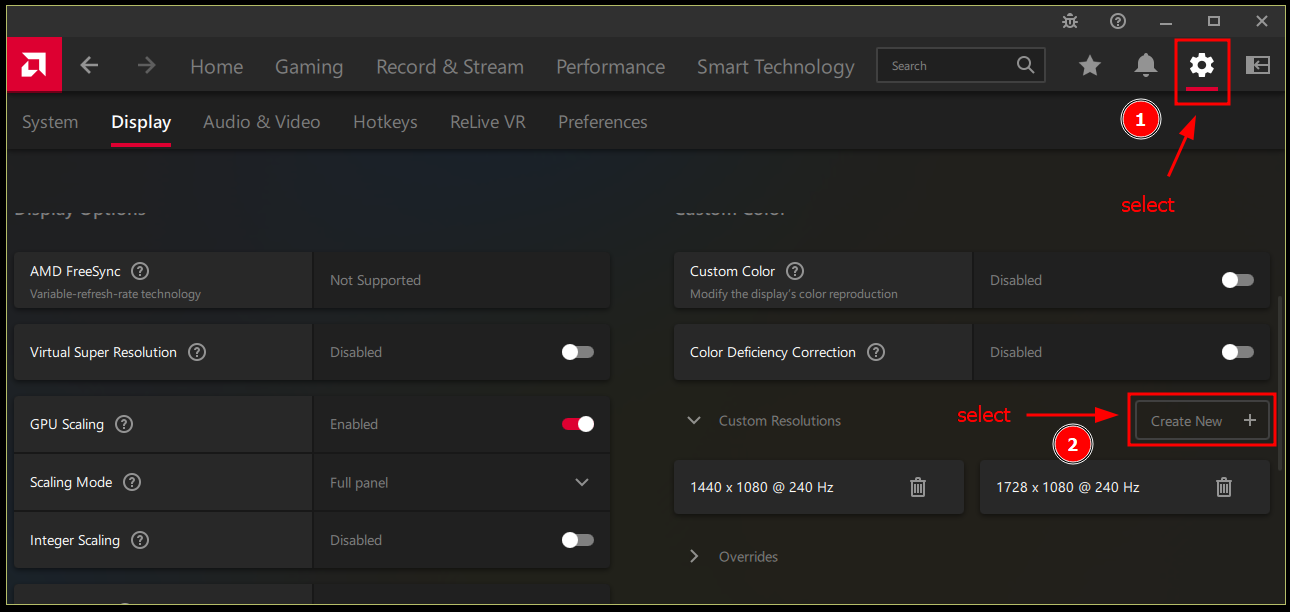 Home Gaming Record & Stream Performance Smart Technology Search
System Display Audio & Video Hotkeys ReLive VR Preferences
1
select
Display Options
Custom Color
AMD FreeSync ?
Variable-refresh-rate technology
Not Supported
Custom Color ?
Modify the display's color reproduction
Disabled
Virtual Super Resolution ? Disabled
Color Deficiency Correction ? Disabled
GPU Scaling ? Enabled
Custom Resolutions
select
2
Create New +
Scaling Mode ? Full panel
1440 x 1080 @ 240 Hz
1728 x 1080 @ 240 Hz
Integer Scaling ? Disabled
Overrides